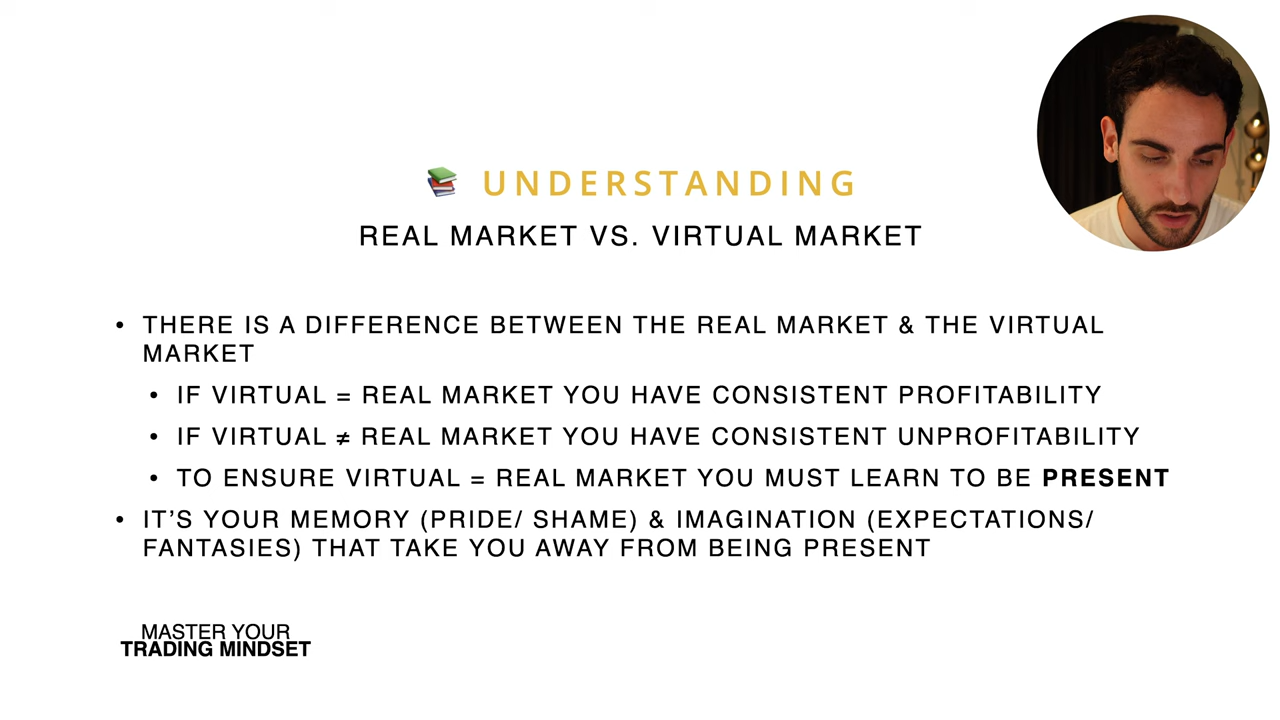 📚 UNDERSTANDING
REAL MARKET VS. VIRTUAL MARKET
• THERE IS A DIFFERENCE BETWEEN THE REAL MARKET & THE VIRTUAL
MARKET
• IF VIRTUAL = REAL MARKET YOU HAVE CONSISTENT PROFITABILITY
• IF VIRTUAL ≠ REAL MARKET YOU HAVE CONSISTENT UNPROFITABILITY
• TO ENSURE VIRTUAL = REAL MARKET YOU MUST LEARN TO BE PRESENT
• IT’S YOUR MEMORY (PRIDE/ SHAME) & IMAGINATION (EXPECTATIONS/
FANTASIES) THAT TAKE YOU AWAY FROM BEING PRESENT
MASTER YOUR
TRADING MINDSET